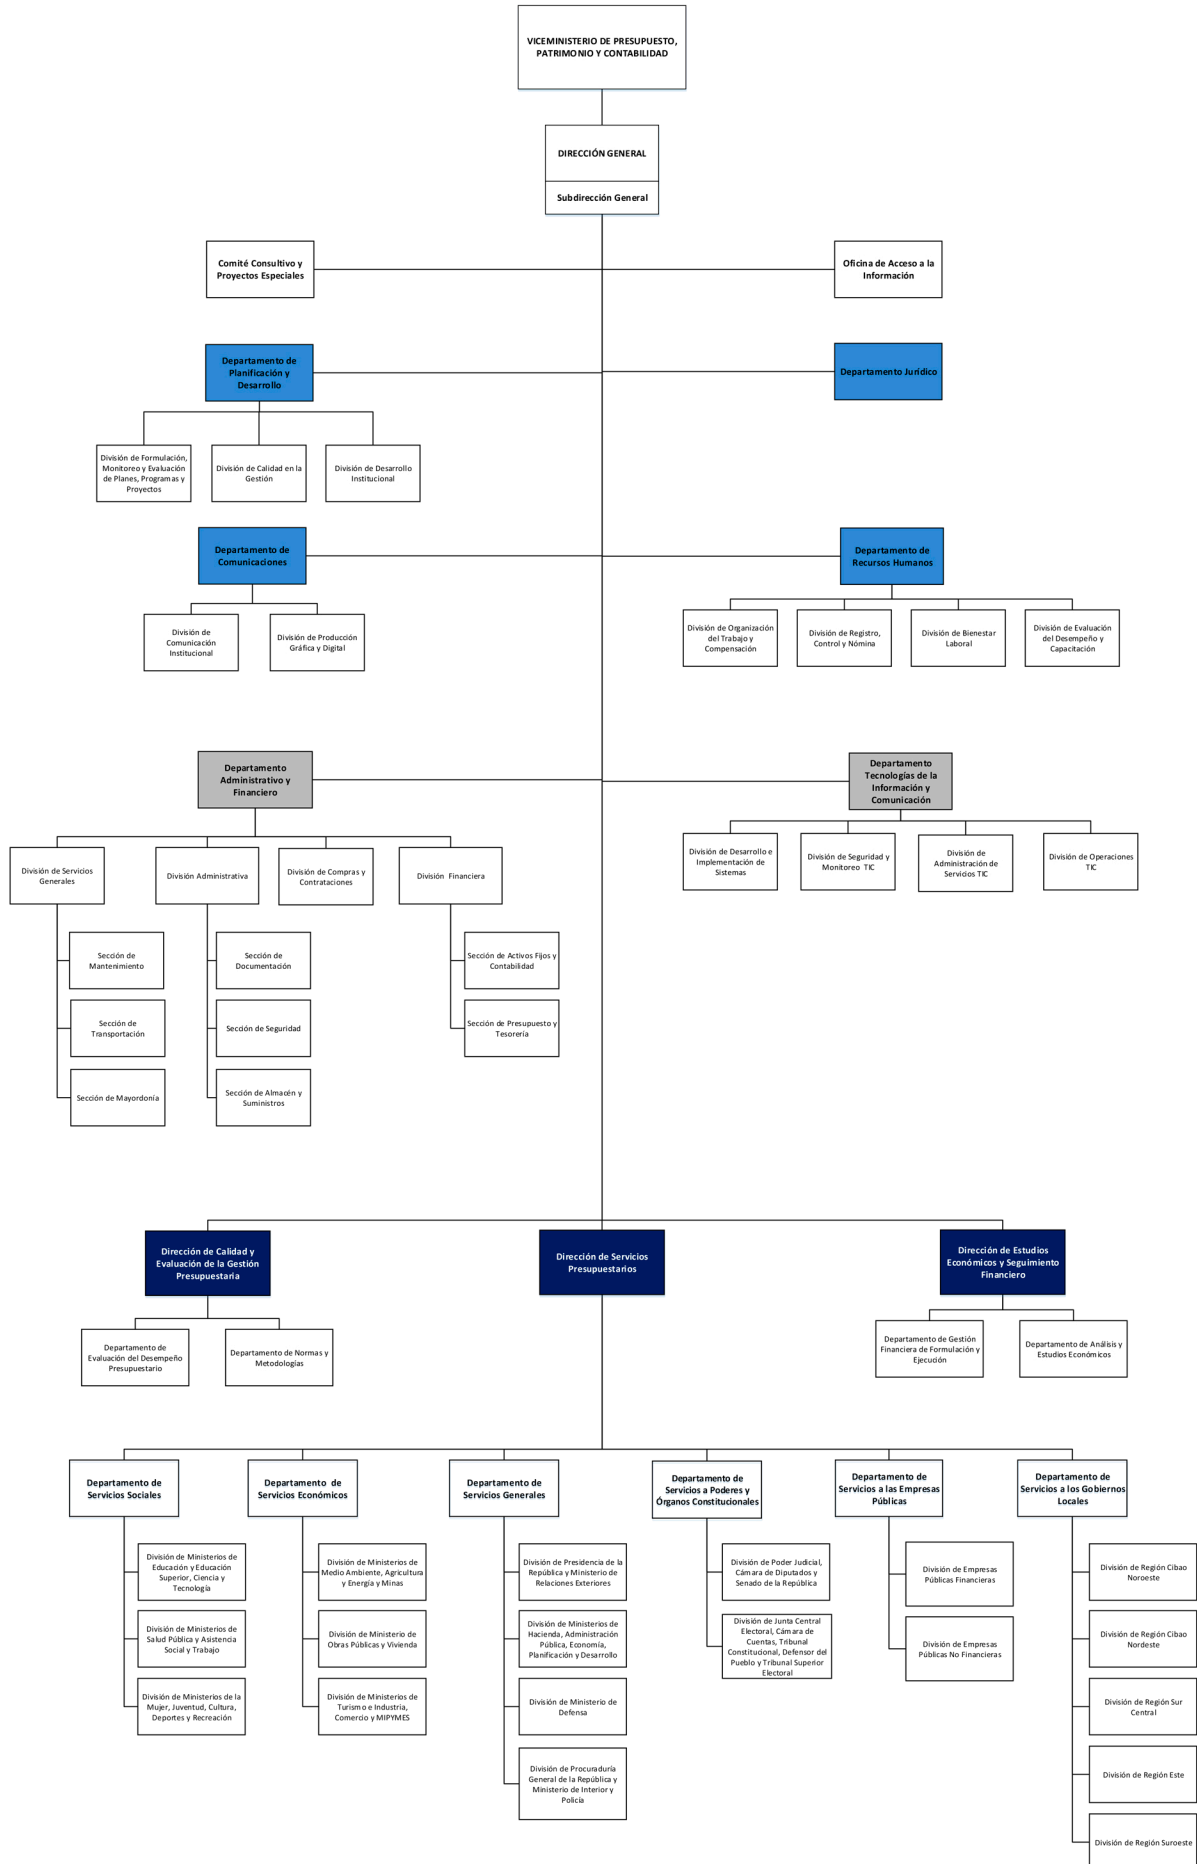 VICEMINISTERIO DE PRESUPUESTO,
PATRIMONIO Y CONTABILIDAD
DIRECCIÓN GENERAL
Subdirección General
Comité Consultivo y
Proyectos Especiales
Oficina de Acceso a la
Información
Departamento de
Planificación y
Desarrollo
Departamento Jurídico
División de Formulación,
Monitoreo y Evaluación
de Planes, Programas y
Proyectos
División de Calidad en la
Gestión
División de Desarrollo
Institucional
Departamento de
Comunicaciones
Departamento de
Recursos Humanos
División de
Comunicación
Institucional
División de Producción
Gráfica y Digital
División de Organización
del Trabajo y
Compensación
División de Registro,
Control y Nómina
División de Bienestar
Laboral
División de Evaluación
del Desempeño y
Capacitación
Departamento
Administrativo y
Financiero
Departamento
Tecnologías de la
Información y
Comunicación
División de Servicios
Generales
División Administrativa
División de Compras y
Contrataciones
División Financiera
División de Desarrollo e
Implementación de
Sistemas
División de Seguridad y
Monitoreo TIC
División de
Administración de
Servicios TIC
División de Operaciones
TIC
Sección de
Mantenimiento
Sección de
Documentación
Sección de Activos Fijos y
Contabilidad
Sección de
Transportación
Sección de Seguridad
Sección de Presupuesto y
Tesorería
Sección de Mayordonía
Sección de Almacén y
Suministros
Dirección de Calidad y
Evaluación de la Gestión
Presupuestaria
Dirección de Servicios
Presupuestarios
Dirección de Estudios
Económicos y Seguimiento
Financiero
Departamento de
Evaluación del Desempeño
Presupuestario
Departamento de Normas y
Metodologías
Departamento de Gestión
Financiera de Formulación y
Ejecución
Departamento de Análisis y
Estudios Económicos
Departamento de
Servicios Sociales
Departamento de
Servicios Económicos
Departamento de
Servicios Generales
Departamento de
Servicios a Poderes y
Órganos Constitucionales
Departamento de
Servicios a las Empresas
Públicas
Departamento de
Servicios a los Gobiernos
Locales
División de Ministerios de
Educación y Educación
Superior, Ciencia y
Tecnología
División de Ministerios de
Medio Ambiente, Agricultura
y Energía y Minas
División de Presidencia de la
República y Ministerio de
Relaciones Exteriores
División de Poder Judicial,
Cámara de Diputados y
Senado de la República
División de Empresas
Públicas Financieras
División de Región Cibao
Noroeste
División de Ministerios de
Salud Pública y Asistencia
Social y Trabajo
División de Ministerio de
Obras Públicas y Vivienda
División de Ministerios de
Hacienda, Administración
Pública, Economía,
Planificación y Desarrollo
División de Junta Central
Electoral, Cámara de
Cuentas, Tribunal
Constitucional, Defensor del
Pueblo y Tribunal Superior
Electoral
División de Empresas
Públicas No Financieras
División de Región Cibao
Nordeste
División de Ministerios de la
Mujer, Juventud, Cultura,
Deportes y Recreación
División de Ministerios de
Turismo e Industria,
Comercio y MIPYMES
División de Ministerio de
Defensa
División de Región Sur
Central
División de Procuraduría
General de la República y
Ministerio de Interior y
Policía
División de Región Este
División de Región Suroeste